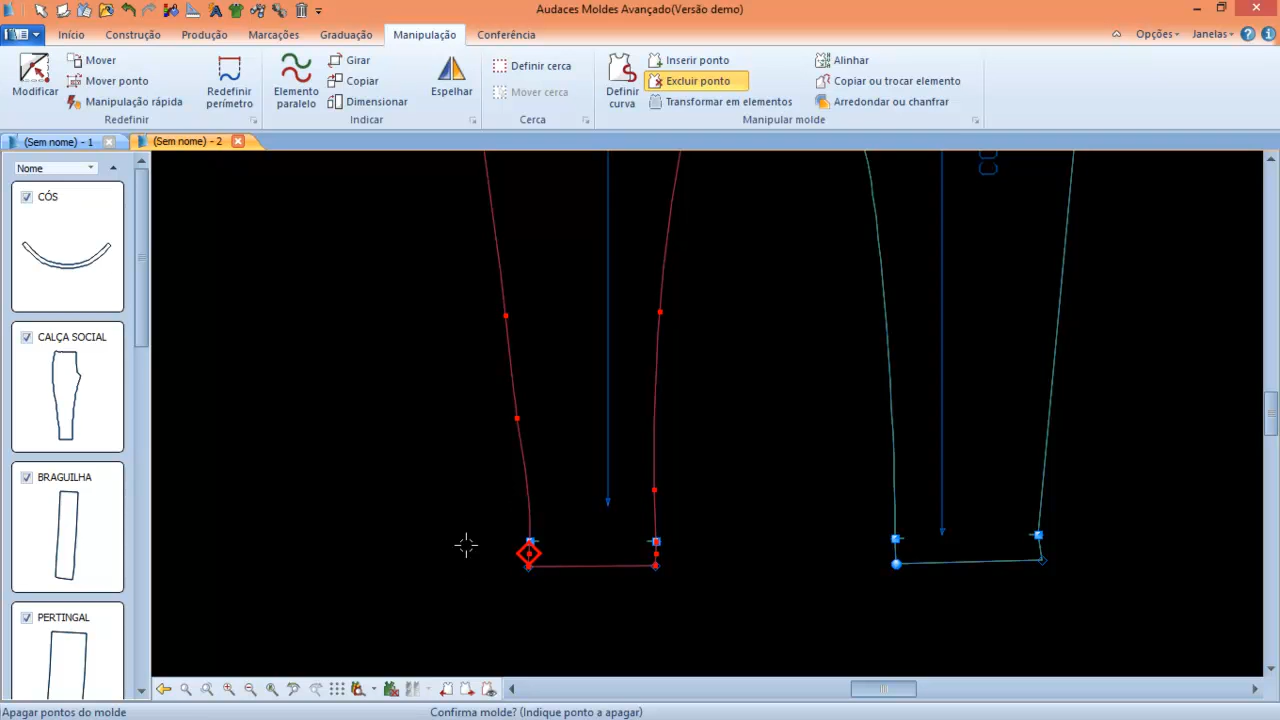 Audaces Moldes Avançado(Versão demo)
Início
Construção
Produção
Marcações
Graduação
Manipulação
Conferência
Opções
Janelas
Modificar
Mover
Mover ponto
Manipulação rápida
Redefinir
perímetro
Redefinir
Elemento
paralelo
Girar
Copiar
Dimensionar
Espelhar
Indicar
Definir cerca
Mover cerca
Cerca
Definir
curva
Inserir ponto
Excluir ponto
Transformar em elementos
Alinhar
Copiar ou trocar elemento
Arredondar ou chanfrar
Manipular molde
(Sem nome) - 1
(Sem nome) - 2
Nome
CÓS
CALÇA SOCIAL
BRAGUILHA
PERTINGAL
Apagar pontos do molde
Confirma molde? (Indique ponto a apagar)